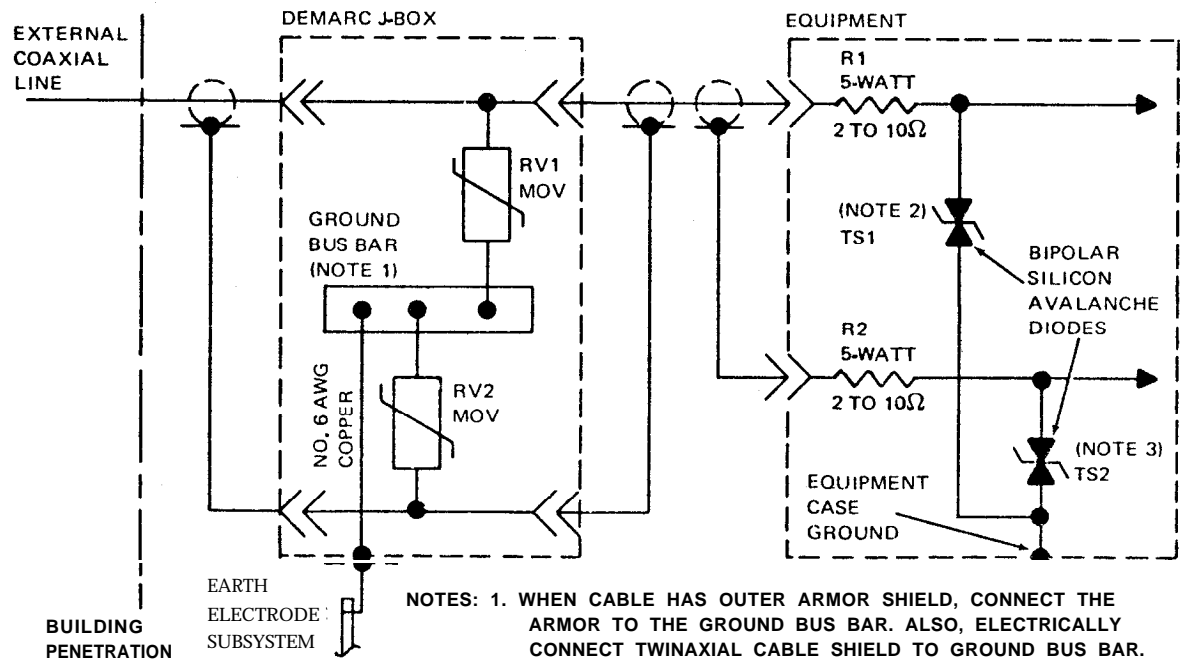 EXTERNAL
COAXIAL
LINE
DEMARC J-BOX
EQUIPMENT
R1
5-WATT
2 TO 10Ω
RV1
MOV
GROUND
BUS BAR
(NOTE 1)
(NOTE 2)
TS1
BIPOLAR
SILICON
AVALANCHE
DIODES
R2
5-WATT
2 TO 10Ω
NO. 6 AWG
COPPER
RV2
MOV
(NOTE 3)
TS2
EQUIPMENT
CASE
GROUND
EARTH
ELECTRODE
SUBSYSTEM
BUILDING
PENETRATION
NOTES: 1. WHEN CABLE HAS OUTER ARMOR SHIELD, CONNECT THE
ARMOR TO THE GROUND BUS BAR. ALSO, ELECTRICALLY
CONNECT TWINAXIAL CABLE SHIELD TO GROUND BUS BAR.